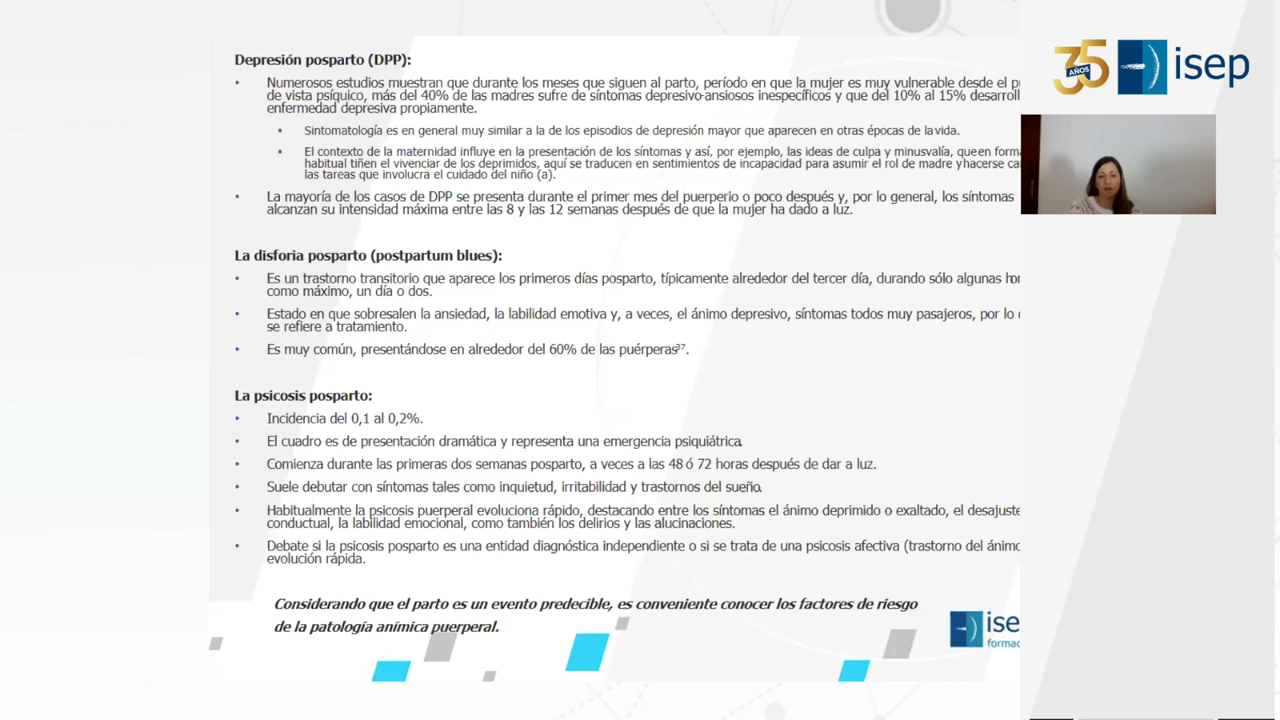 Depresión posparto (DPP):
• Numerosos estudios muestran que durante los meses que siguen al parto, período en que la mujer es muy vulnerable desde el
de vista psíquico, más del 40% de las madres sufre de síntomas depresivo-ansiosos inespecíficos y que del 10% al 15%
enfermedad depresiva propiamente.
▪ Sintomatología es en general muy similar a la de los episodios de depresión mayor que aparecen en otras épocas de la vida.
▪ El contexto de la maternidad influye en la presentación de los síntomas y así, por ejemplo, las ideas de culpa y minusvalía, que en
habitual tiñen el vivenciar de los deprimidos, aquí se traducen en sentimientos de incapacidad para asumir el rol de madre y hacerse
las tareas que involucra el cuidado del niño (a).
• La mayoría de los casos de DPP se presenta durante el primer mes del puerperio o poco después y, por lo general, los síntomas
alcanzan su intensidad máxima entre las 8 y las 12 semanas después de que la mujer ha dado a luz.
La disforia posparto (postpartum blues):
• Es un trastorno transitorio que aparece los primeros días posparto, típicamente alrededor del tercer día, durando sólo algunas
como máximo, un día o dos.
• Estado en que sobresalen la ansiedad, la labilidad emotiva y, a veces, el ánimo depresivo, síntomas todos muy pasajeros, por lo
se refiere a tratamiento.
• Es muy común, presentándose en alrededor del 60% de las puérperas³⁷.
La psicosis posparto:
• Incidencia del 0,1 al 0,2%.
• El cuadro es de presentación dramática y representa una emergencia psiquiátrica.
• Comienza durante las primeras dos semanas posparto, a veces a las 48 ó 72 horas después de dar a luz.
• Suele debutar con síntomas tales como inquietud, irritabilidad y trastornos del sueño.
• Habitualmente la psicosis puerperal evoluciona rápido, destacando entre los síntomas el ánimo deprimido o exaltado, el desajuste
conductual, la labilidad emocional, como también los delirios y las alucinaciones.
• Debate si la psicosis posparto es una entidad diagnóstica independiente o si se trata de una psicosis afectiva (trastorno del ánimo
evolución rápida.
Considerando que el parto es un evento predecible, es conveniente conocer los factores de riesgo
de la patología anímica puerperal.
35 AÑOS isep